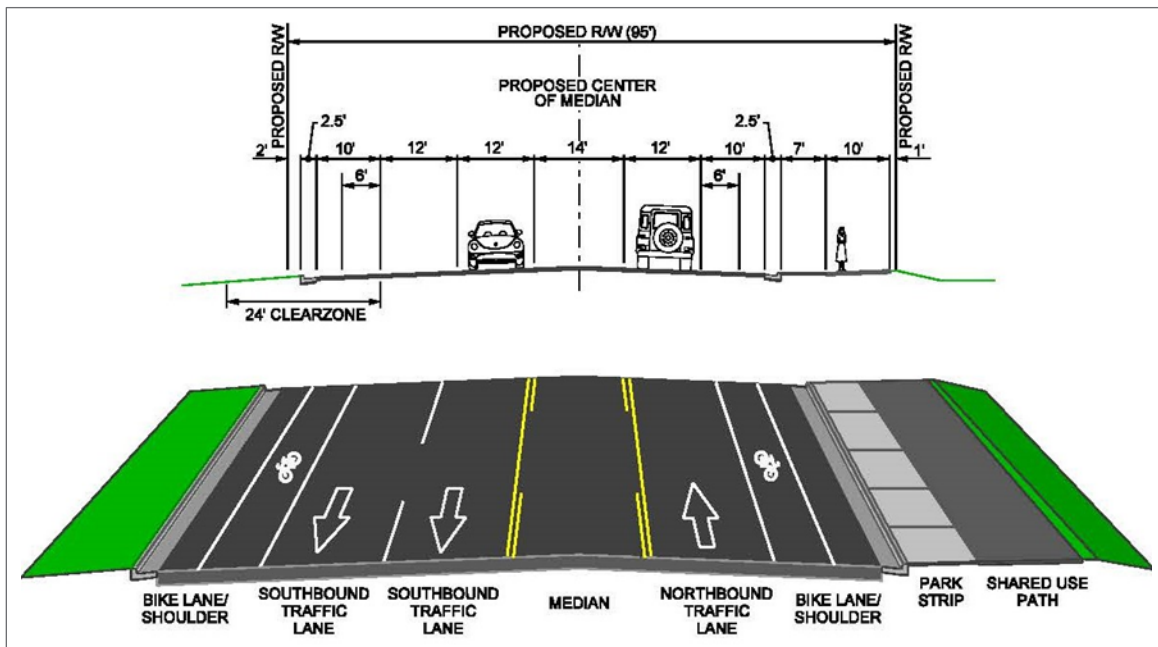 PROPOSED R/W (95')
PROPOSED R/W
PROPOSED R/W
PROPOSED CENTER
OF MEDIAN
2.5'
2.5'
2'
10'
12'
12'
14'
12'
10'
7'
10'
1'
6'
6'
24' CLEARZONE
BIKE LANE/
SHOULDER
SOUTHBOUND
TRAFFIC
LANE
SOUTHBOUND
TRAFFIC
LANE
MEDIAN
NORTHBOUND
TRAFFIC
LANE
BIKE LANE/
SHOULDER
PARK
STRIP
SHARED USE
PATH